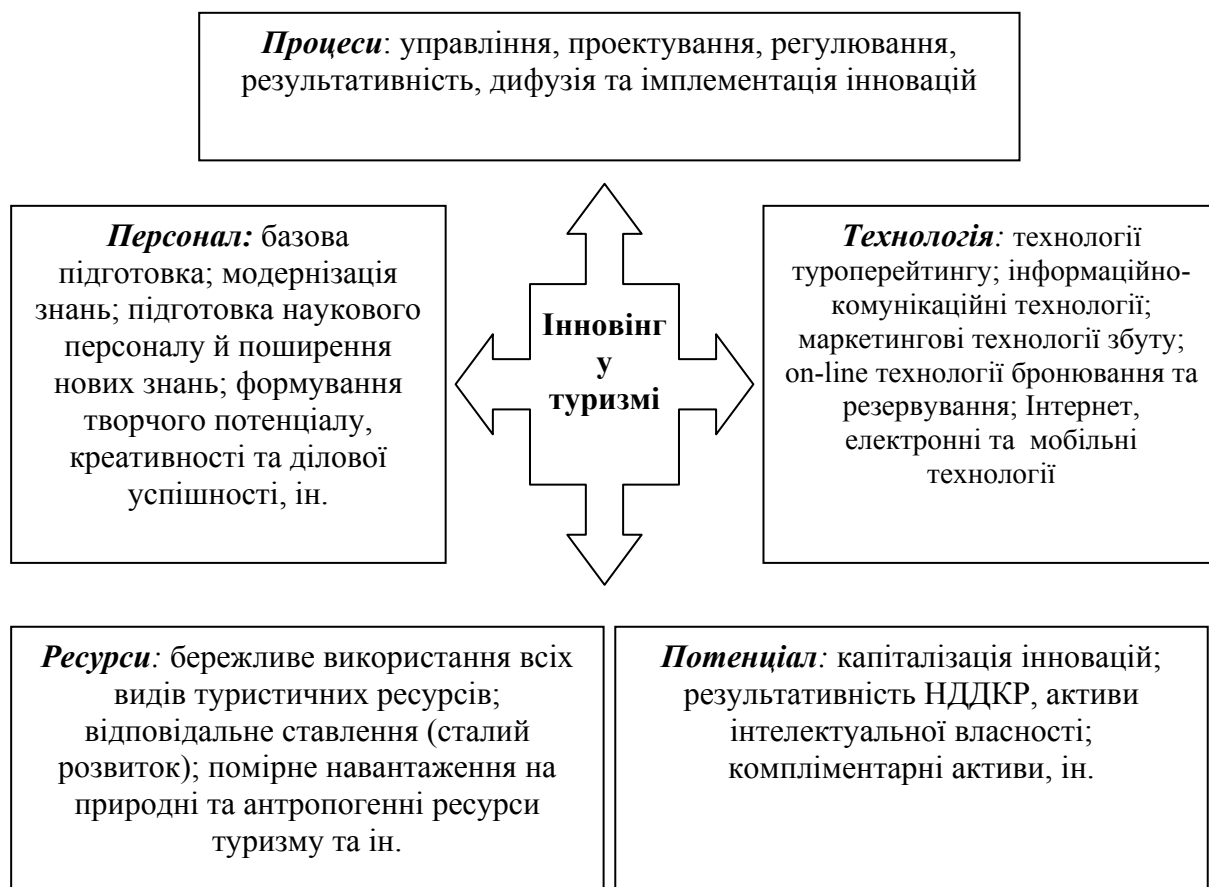 Процеси: управління, проектування, регулювання,
результативність, дифузія та імплементація інновацій
Персонал: базова
підготовка; модернізація
знань; підготовка наукового
персоналу й поширення
нових знань; формування
творчого потенціалу,
креативності та ділової
успішності, ін.
Інновінг
у
туризмі
Технологія: технології
туроперейтингу; інформаційно-
комунікаційні технології;
маркетингові технології збуту;
on-line технології бронювання та
резервування; Інтернет,
електронні та мобільні
технології
Ресурси: бережливе використання всіх
видів туристичних ресурсів;
відповідальне ставлення (сталий
розвиток); помірне навантаження на
природні та антропогенні ресурси
туризму та ін.
Потенціал: капіталізація інновацій;
результативність НДДКР, активи
інтелектуальної власності;
компліментарні активи, ін.